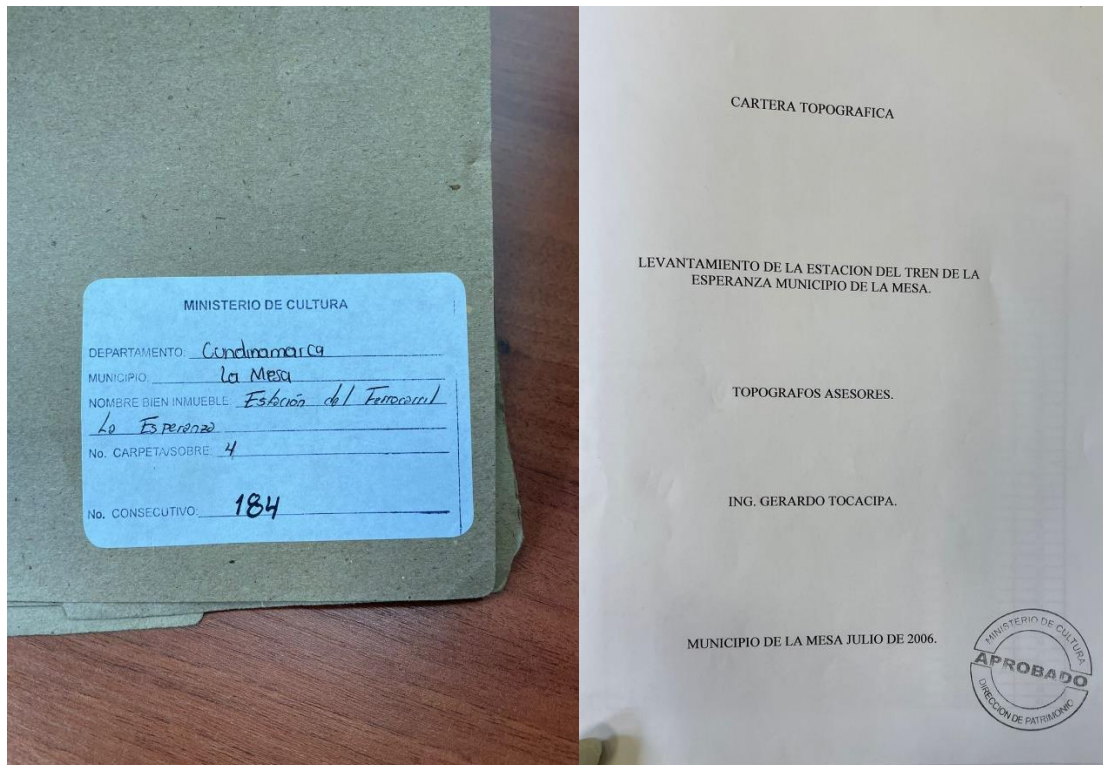 MINISTERIO DE CULTURA
DEPARTAMENTO: Cundinamarca
MUNICIPIO: La Mesa
NOMBRE BIEN INMUEBLE Estación del Ferrocarril
La Esperanza
No. CARPETA/SOBRE: 4
No. CONSECUTIVO: 184
CARTERA TOPOGRAFICA
LEVANTAMIENTO DE LA ESTACION DEL TREN DE LA
ESPERANZA MUNICIPIO DE LA MESA.
TOPOGRAFOS ASESORES.
ING. GERARDO TOCACIPA.
MUNICIPIO DE LA MESA JULIO DE 2006.
MINISTERIO DE CULTURA
APROBADO
DIRECCION DE PATRIMONIO